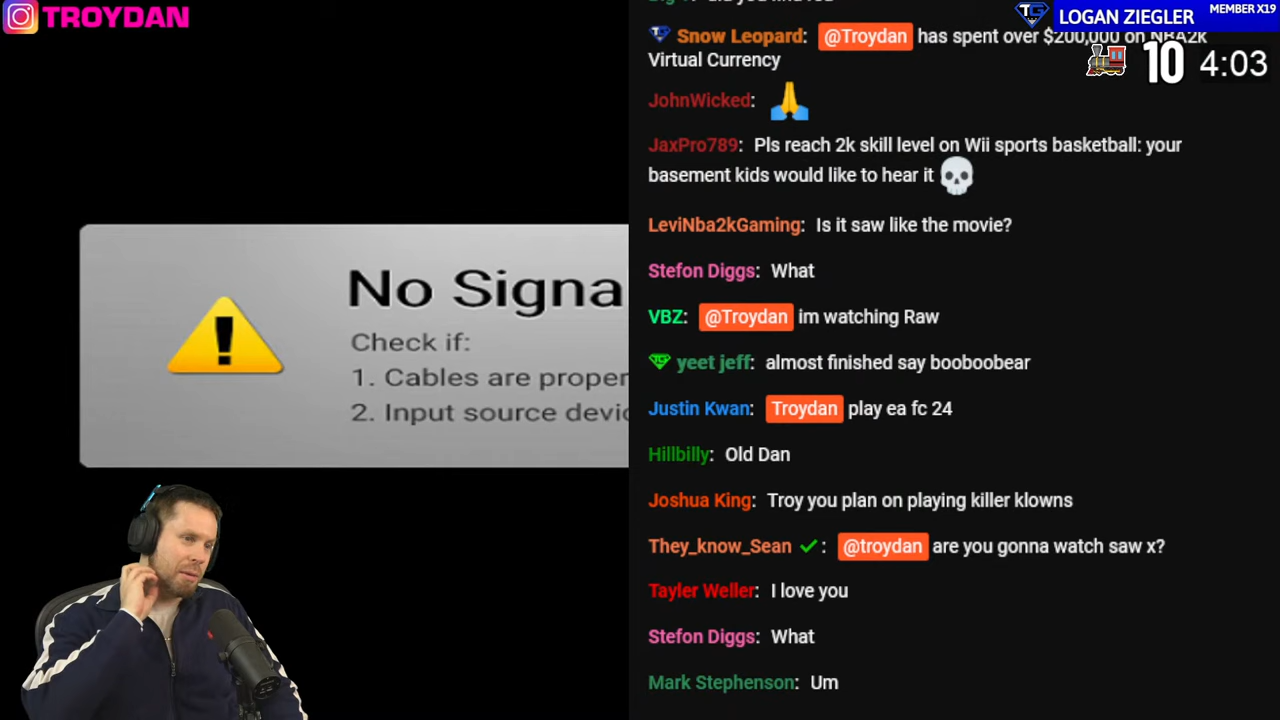 TROYDAN
LOGAN ZIEGLER
MEMBER X19
10 4:03
Snow Leopard: @Troydan has spent over $200,000 on NBA2k
Virtual Currency
JohnWicked:
JaxPro789: Pls reach 2k skill level on Wii sports basketball: your
basement kids would like to hear it
LeviNba2kGaming: Is it saw like the movie?
Stefon Diggs: What
VBZ: @Troydan im watching Raw
yeet jeff: almost finished say booboobear
Justin Kwan: Troydan play ea fc 24
Hillbilly: Old Dan
Joshua King: Troy you plan on playing killer klowns
They_know_Sean : @troydan are you gonna watch saw x?
Tayler Weller: I love you
Stefon Diggs: What
Mark Stephenson: Um
No Signa
Check if:
1. Cables are proper
2. Input source devic